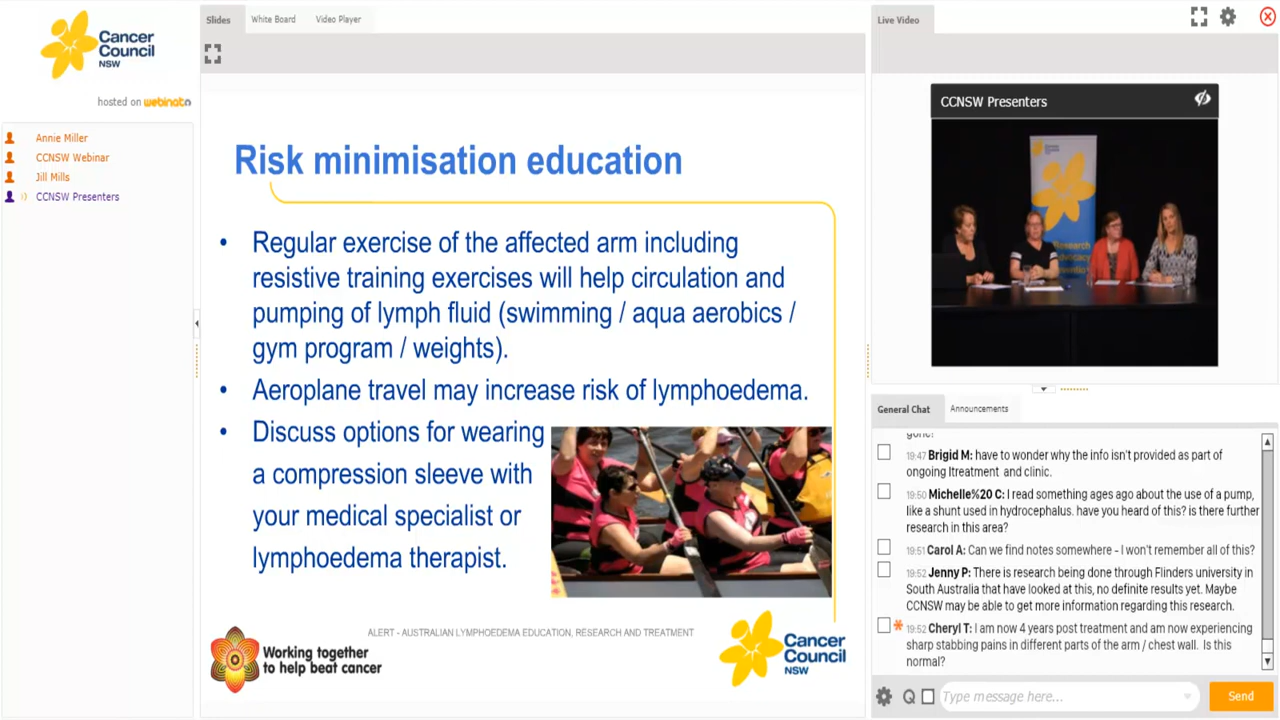 Cancer
Council
NSW
hosted on webinato
Annie Miller
CCNSW Webinar
Jill Mills
CCNSW Presenters
Slides
White Board
Video Player
Risk minimisation education
• Regular exercise of the affected arm including
resistive training exercises will help circulation and
pumping of lymph fluid (swimming / aqua aerobics /
gym program / weights).
• Aeroplane travel may increase risk of lymphoedema.
• Discuss options for wearing
a compression sleeve with
your medical specialist or
lymphoedema therapist.
ALERT - AUSTRALIAN LYMPHOEDEMA EDUCATION, RESEARCH AND TREATMENT
Working together
to help beat cancer
Cancer
Council
NSW
Live Video
CCNSW Presenters
Research
General Chat
Announcements
gone!
19:47 Brigid M: have to wonder why the info isn't provided as part of
ongoing ltreatment and clinic.
19:50 Michelle%20 C: I read something ages ago about the use of a pump,
like a shunt used in hydrocephalus. have you heard of this? is there further
research in this area?
19:51 Carol A: Can we find notes somewhere - I won't remember all of this?
19:52 Jenny P: There is research being done through Flinders university in
South Australia that have looked at this, no definite results yet. Maybe
CCNSW may be able to get more information regarding this research.
* 19:52 Cheryl T: I am now 4 years post treatment and am now experiencing
sharp stabbing pains in different parts of the arm / chest wall. Is this
normal?
Q
Type message here...
Send